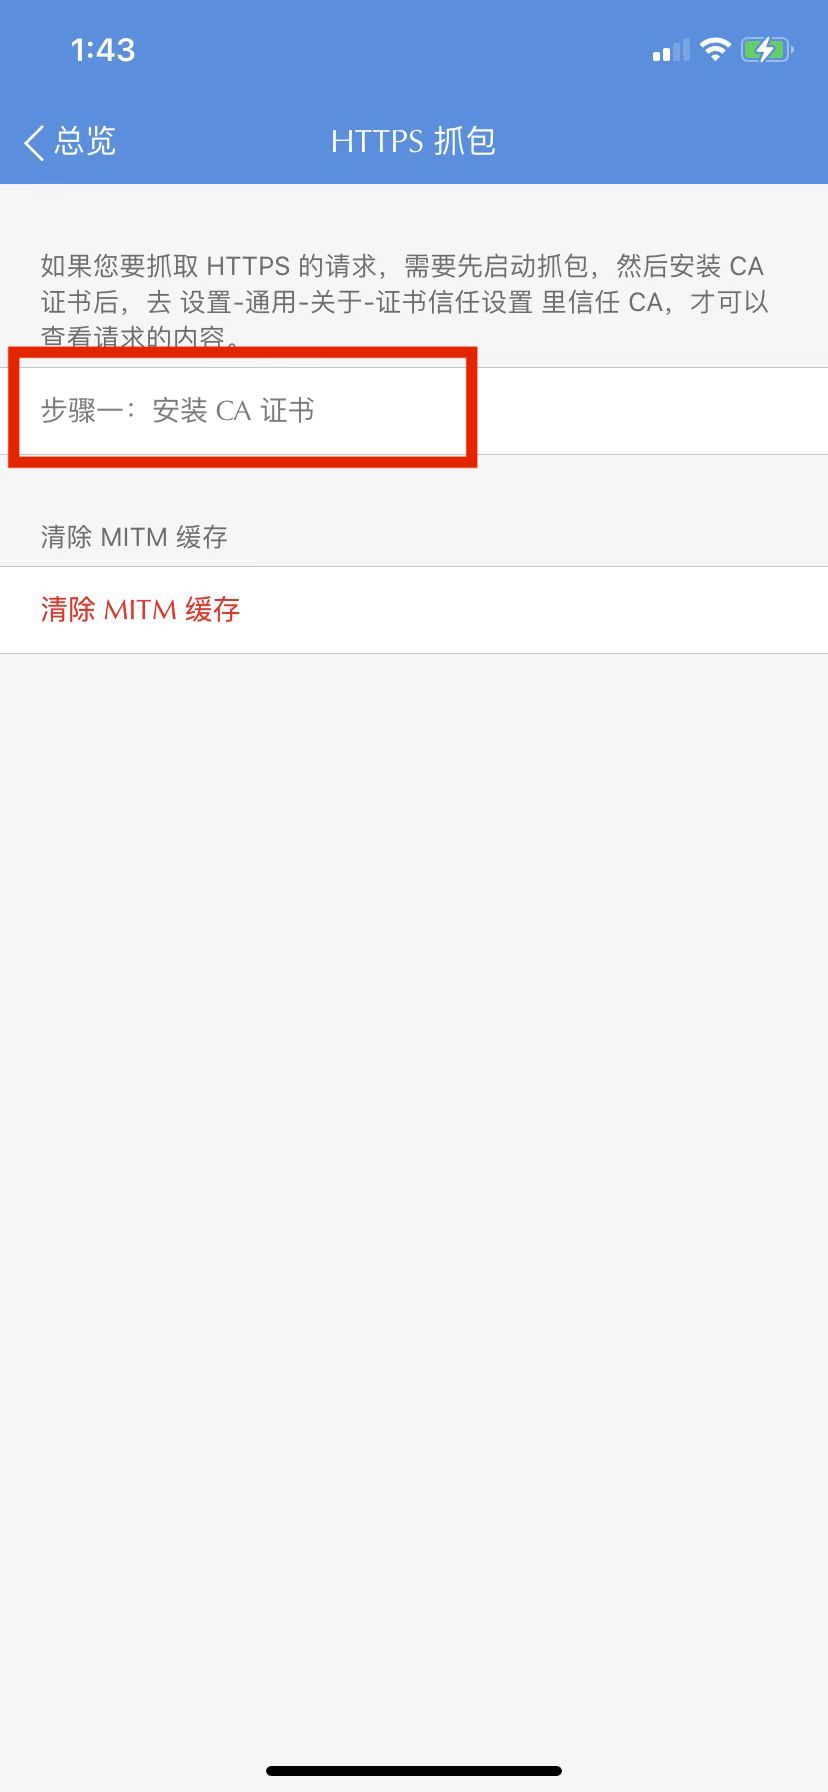 1:43
总览
HTTPS 抓包
如果您要抓取 HTTPS 的请求，需要先启动抓包，然后安装 CA
证书后，去 设置-通用-关于-证书信任设置 里信任 CA，才可以
查看请求的内容。
步骤一：安装 CA 证书
清除 MITM 缓存
清除 MITM 缓存